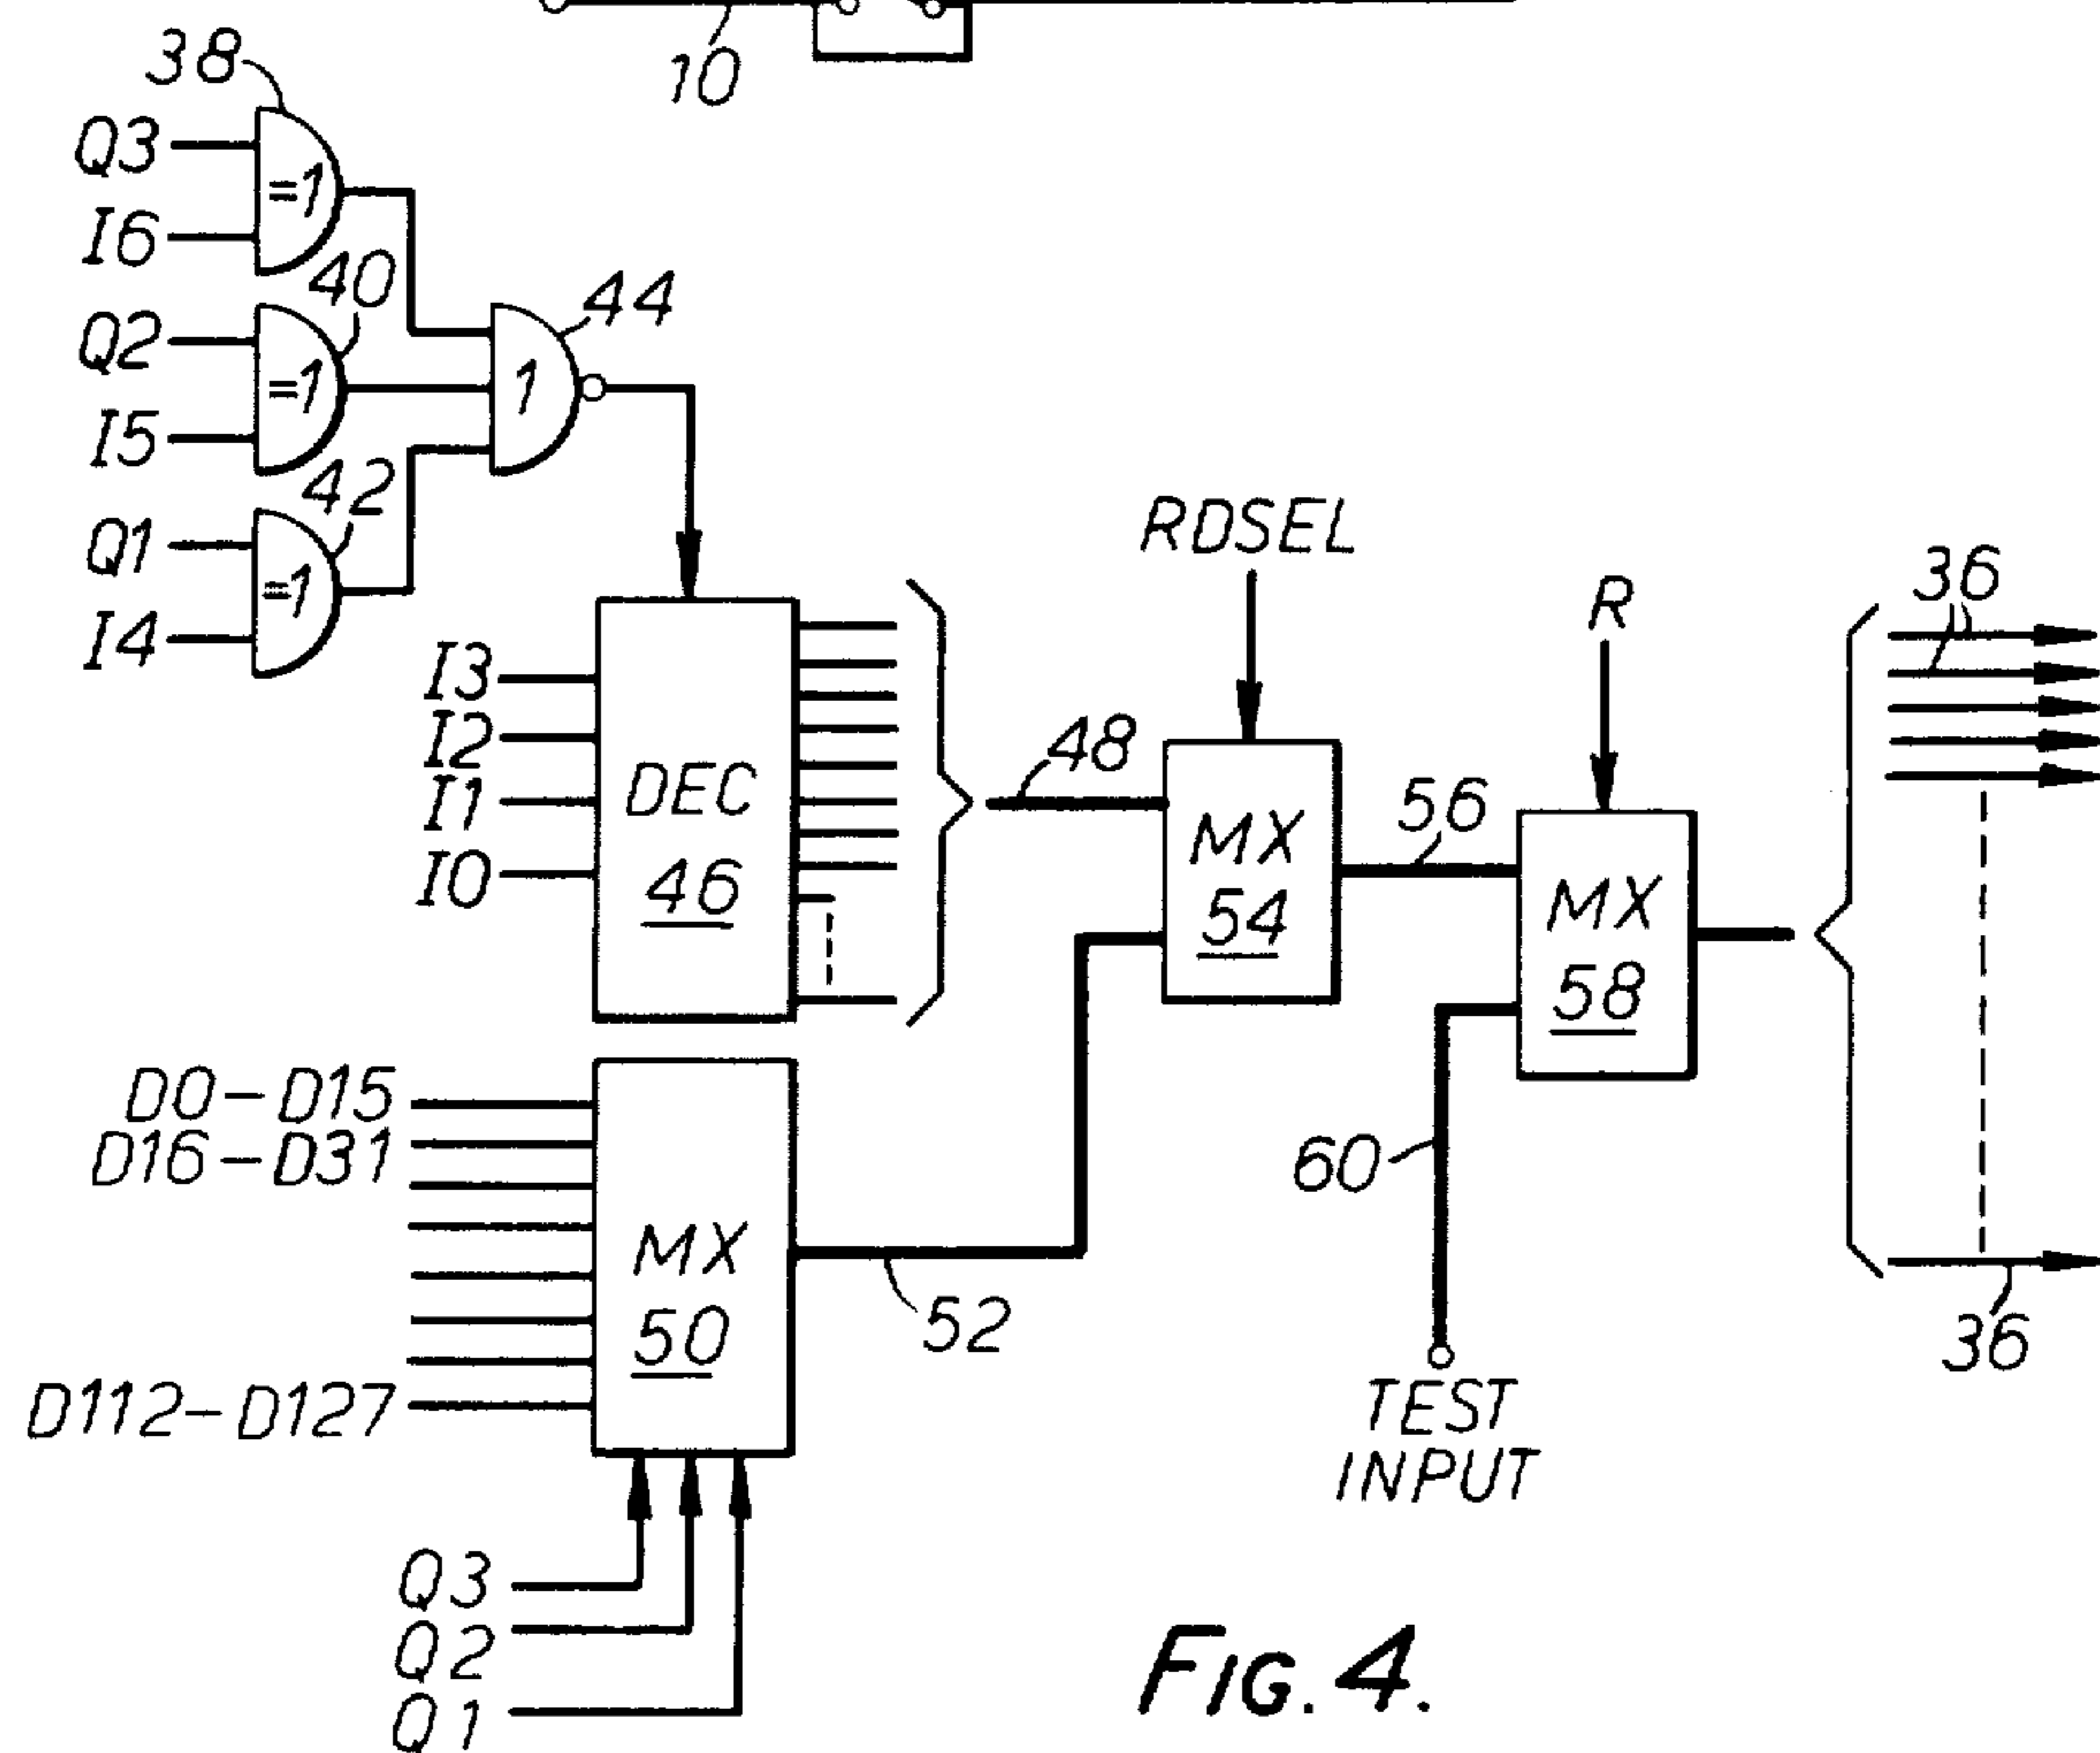 10
38
Q3
=1
I6
40
Q2
=1
I5
44
1
42
Q1
=1
I4
I3
I2
I1
I0
DEC
46
48
RDSEL
MX
54
56
R
MX
58
36
D0-D15
D16-D31
D112-D127
MX
50
52
60
TEST
INPUT
36
Q3
Q2
Q1
FIG. 4.